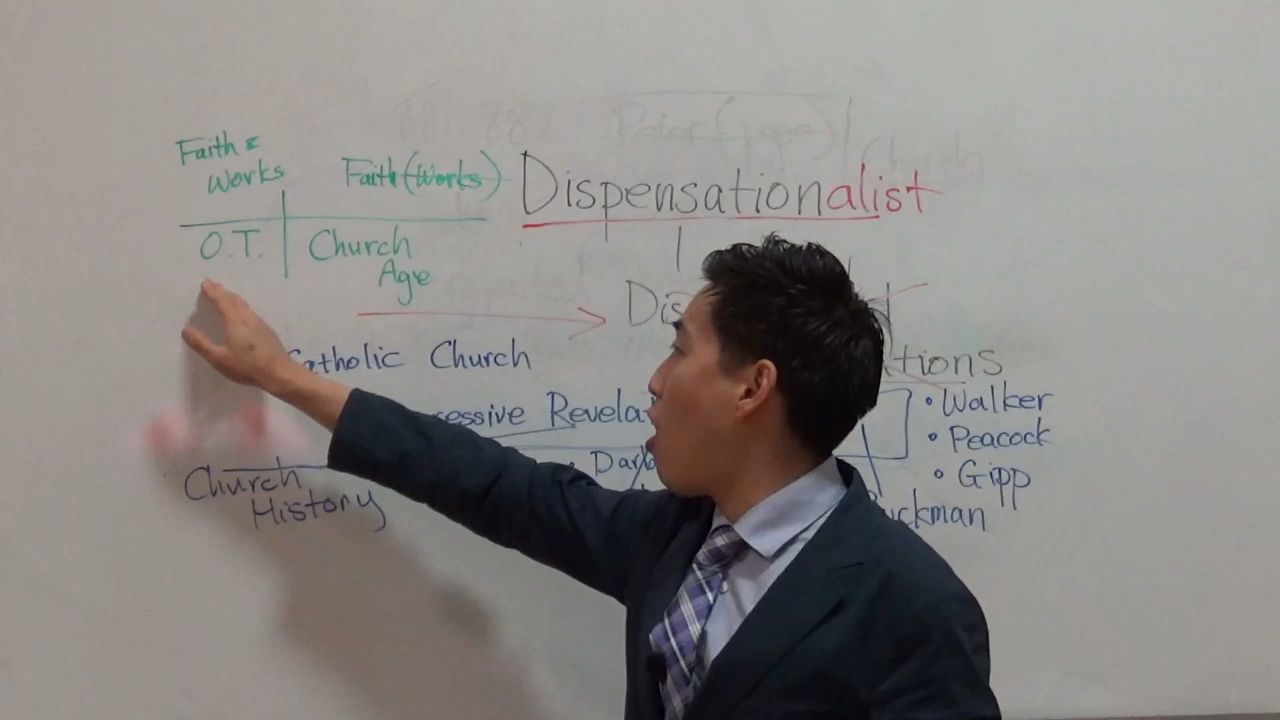 Faith &
Works
Faith (Works)
Dispensationalist
O.T.
Church
Age
Dis
Catholic Church
tions
• Walker
essive Revela
• Peacock
• Darb
• Gipp
Church
History
uckman